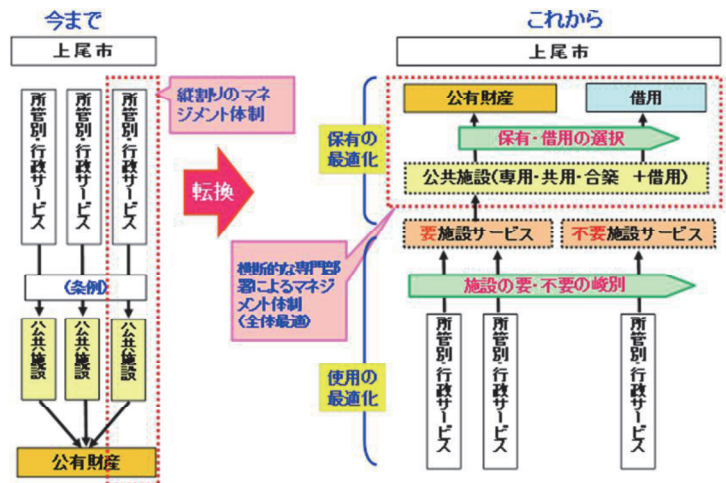 今まで
上尾市
所管別・行政サービス
所管別・行政サービス
所管別・行政サービス
縦割りのマネ
ジメント体制
(条例)
公共施設
公共施設
公共施設
公有財産
転換
これから
上尾市
保有の
最適化
公有財産
借用
保有・借用の選択
公共施設(専用・共用・合築 +借用)
要施設サービス
不要施設サービス
横断的な専門部
署によるマネジ
メント体制
(全体最適)
施設の要・不要の峻別
使用の
最適化
所管別・行政サービス
所管別・行政サービス
所管別・行政サービス